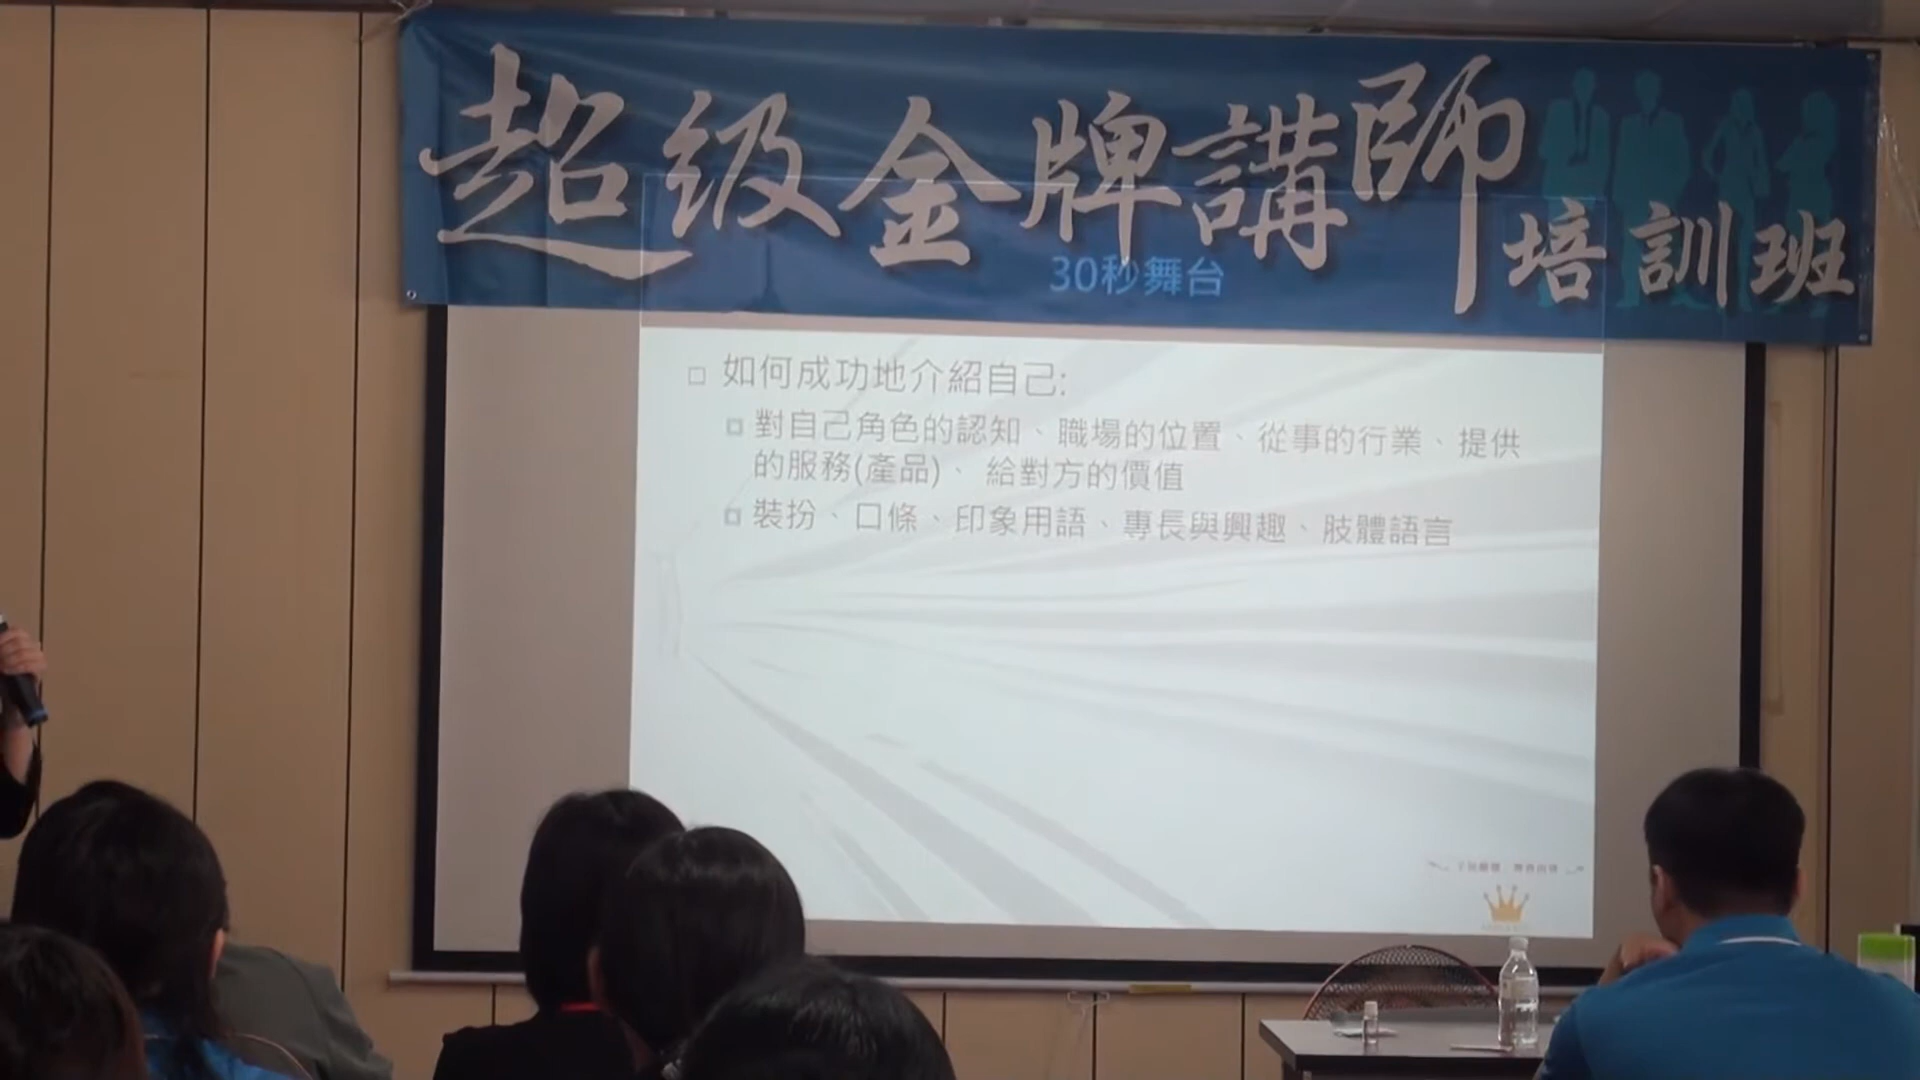 超级金牌講師培訓班
30秒舞台
如何成功地介紹自己:
對自己角色的認知、職場的位置、從事的行業、提供
的服務(產品)、 給對方的價值
裝扮、口條、印象用語、專長與興趣、肢體語言